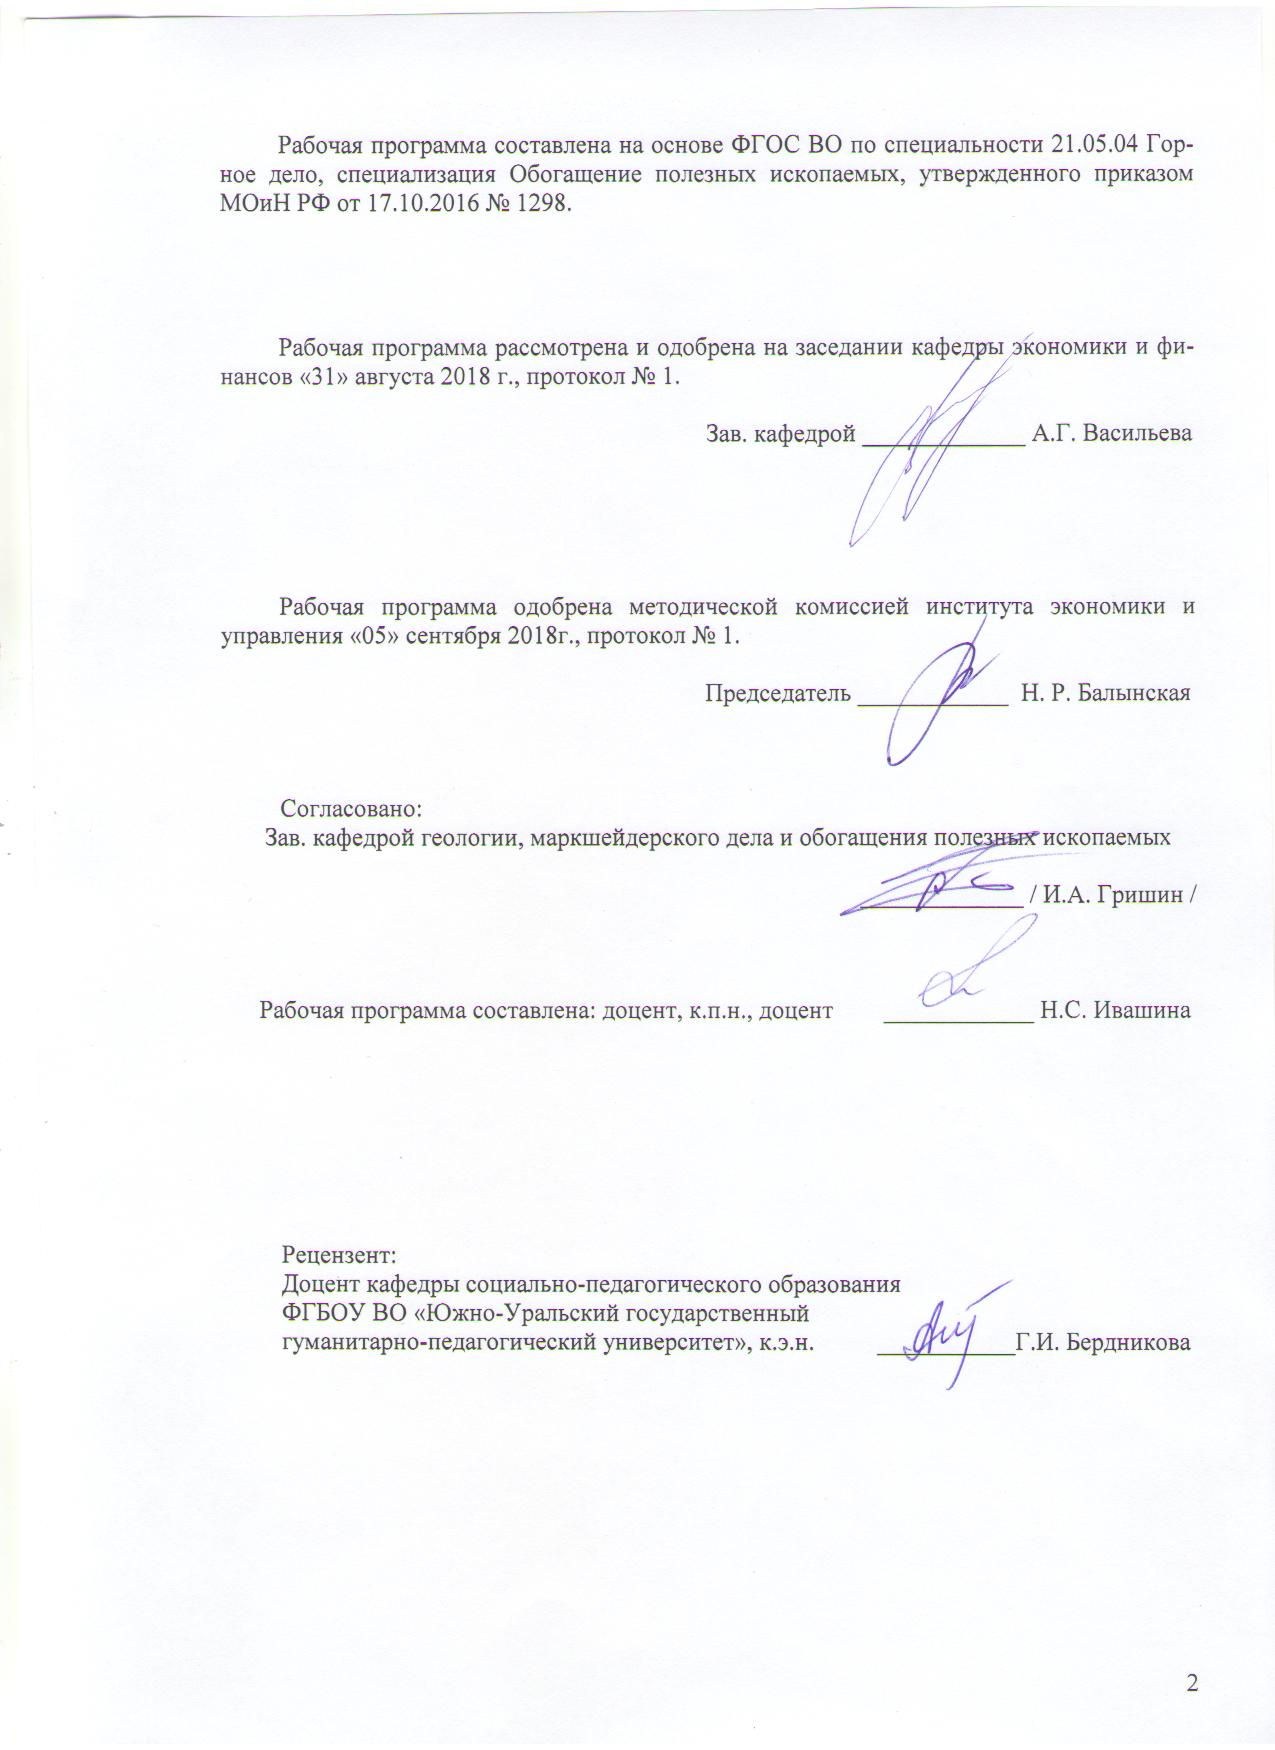 Рабочая программа составлена на основе ФГОС ВО по специальности 21.05.04 Гор-
ное дело, специализация Обогащение полезных ископаемых, утвержденного приказом
МОиН РФ от 17.10.2016 № 1298.
Рабочая программа рассмотрена и одобрена на заседании кафедры экономики и фи-
нансов «31» августа 2018 г., протокол № 1.
Зав. кафедрой _____________ А.Г. Васильева
Рабочая программа одобрена методической комиссией института экономики и
управления «05» сентября 2018г., протокол № 1.
Председатель ____________ Н. Р. Балынская
Согласовано:
Зав. кафедрой геологии, маркшейдерского дела и обогащения полезных ископаемых
_____________ / И.А. Гришин /
Рабочая программа составлена: доцент, к.п.н., доцент ____________ Н.С. Ивашина
Рецензент:
Доцент кафедры социально-педагогического образования
ФГБОУ ВО «Южно-Уральский государственный
гуманитарно-педагогический университет», к.э.н. ___________Г.И. Бердникова
2